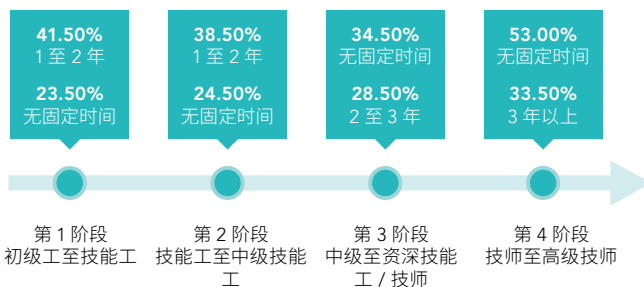 41.50%
1 至 2 年
23.50%
无固定时间
38.50%
1 至 2 年
24.50%
无固定时间
34.50%
无固定时间
28.50%
2 至 3 年
53.00%
无固定时间
33.50%
3 年以上
第 1 阶段
初级工至技能工
第 2 阶段
技能工至中级技能
工
第 3 阶段
中级至资深技能
工 / 技师
第 4 阶段
技师至高级技师